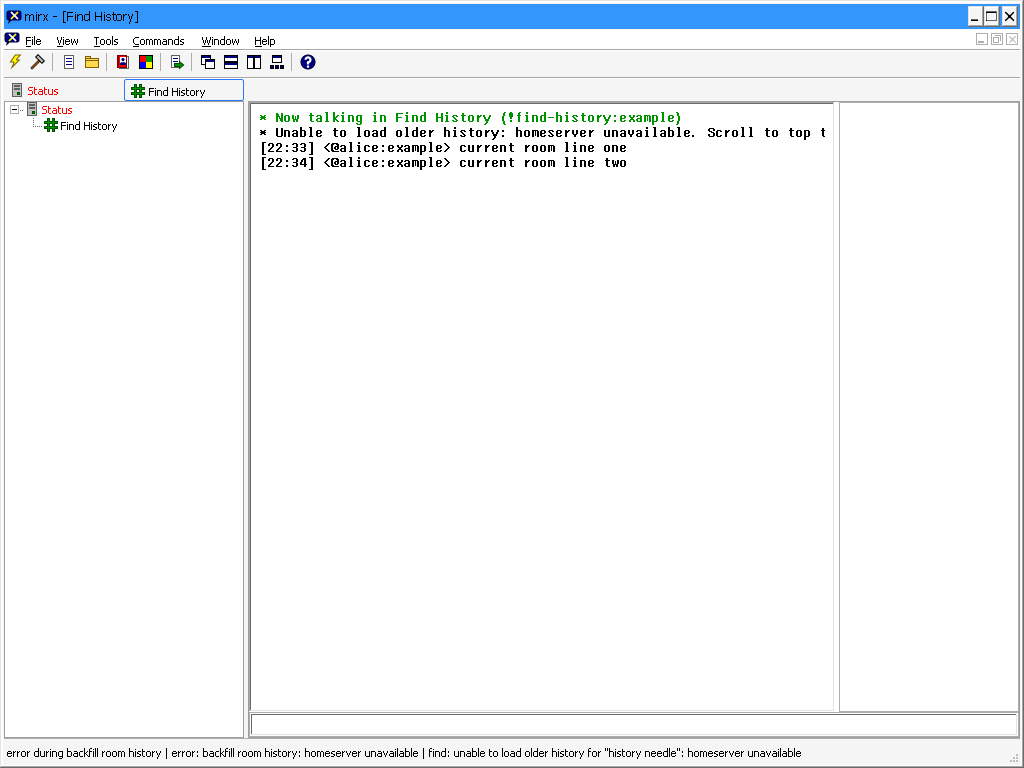 mirx - [Find History]
File View Tools Commands Window Help
Status Find History
Status
Find History
* Now talking in Find History (!find-history:example)
* Unable to load older history: homeserver unavailable. Scroll to top t
[22:33] <@alice:example> current room line one
[22:34] <@alice:example> current room line two
error during backfill room history | error: backfill room history: homeserver unavailable | find: unable to load older history for "history needle": homeserver unavailable